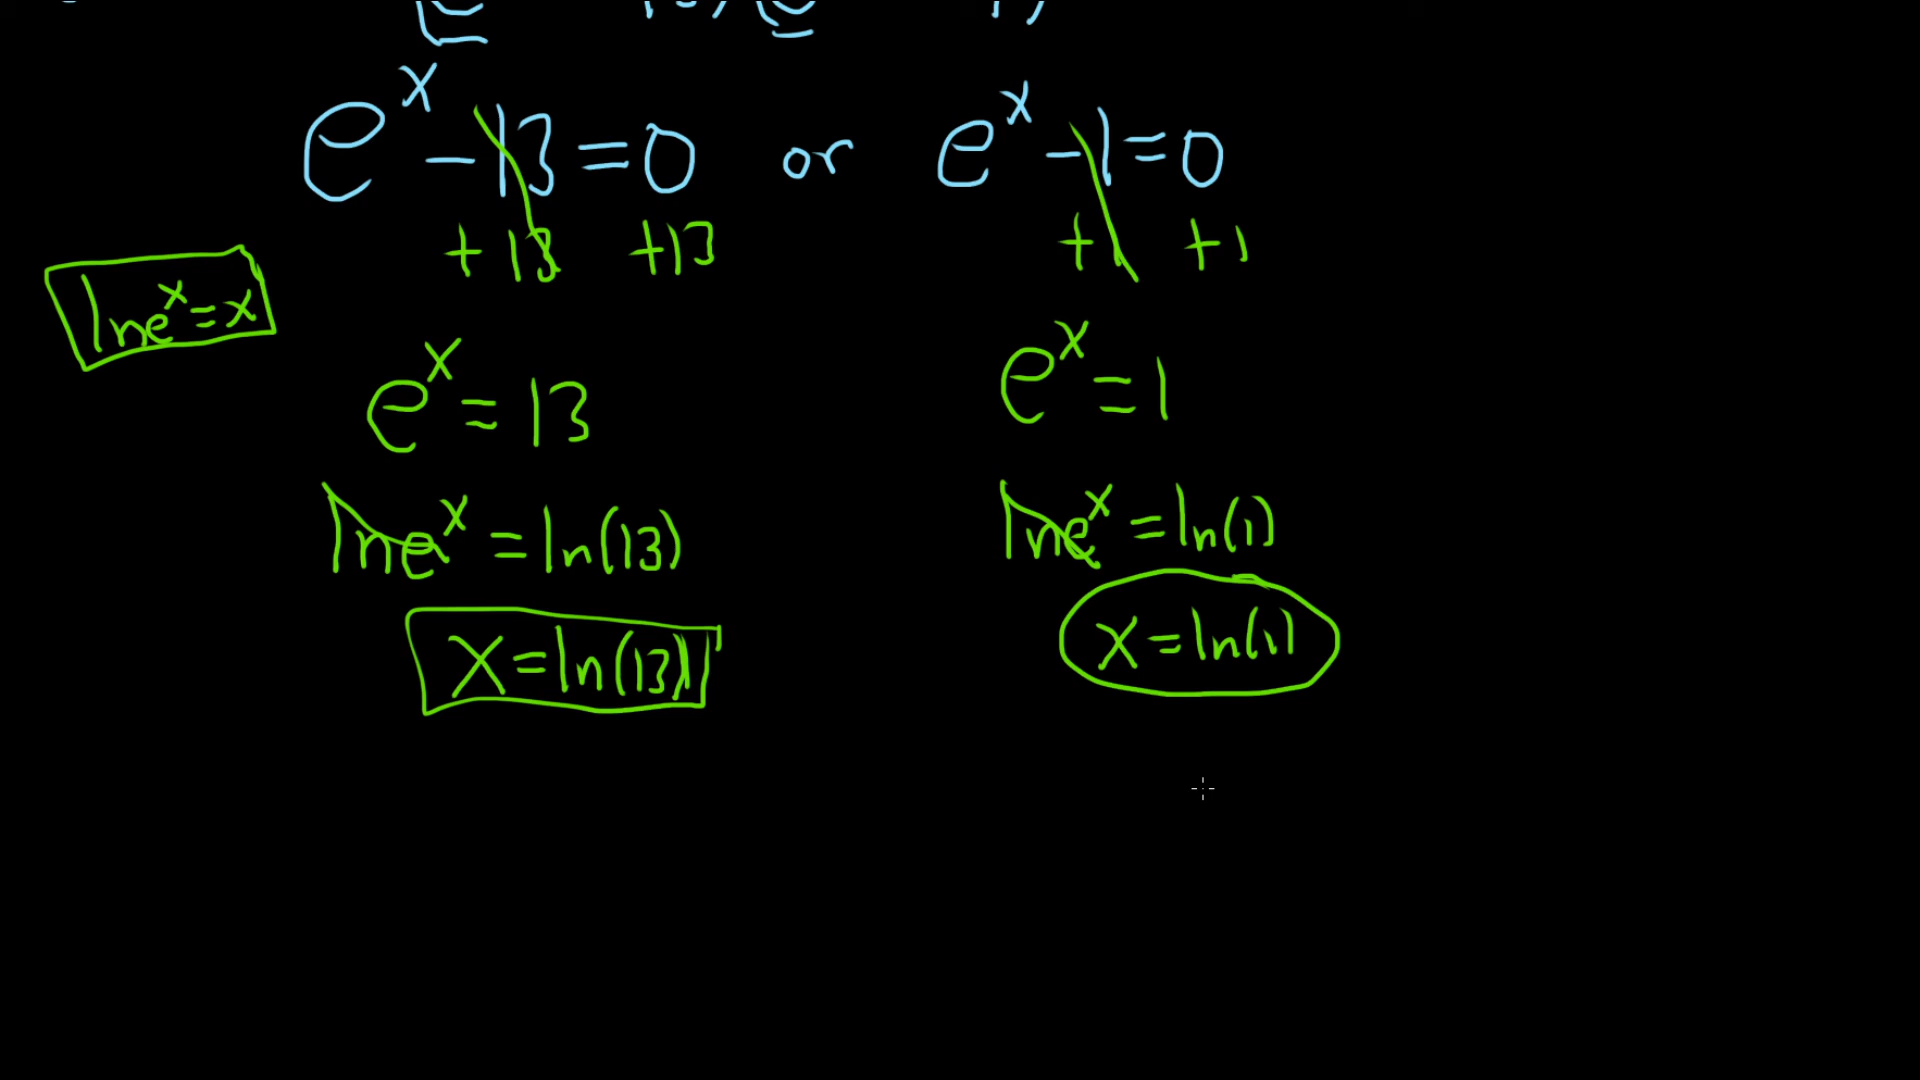 e^x - 13 = 0 or e^x - 1 = 0
+ 13 +13 + 1 + 1
ln e^x = x
e^x = 13 e^x = 1
ln e^x = ln(13) ln e^x = ln(1)
x = ln(13) x = ln(1)